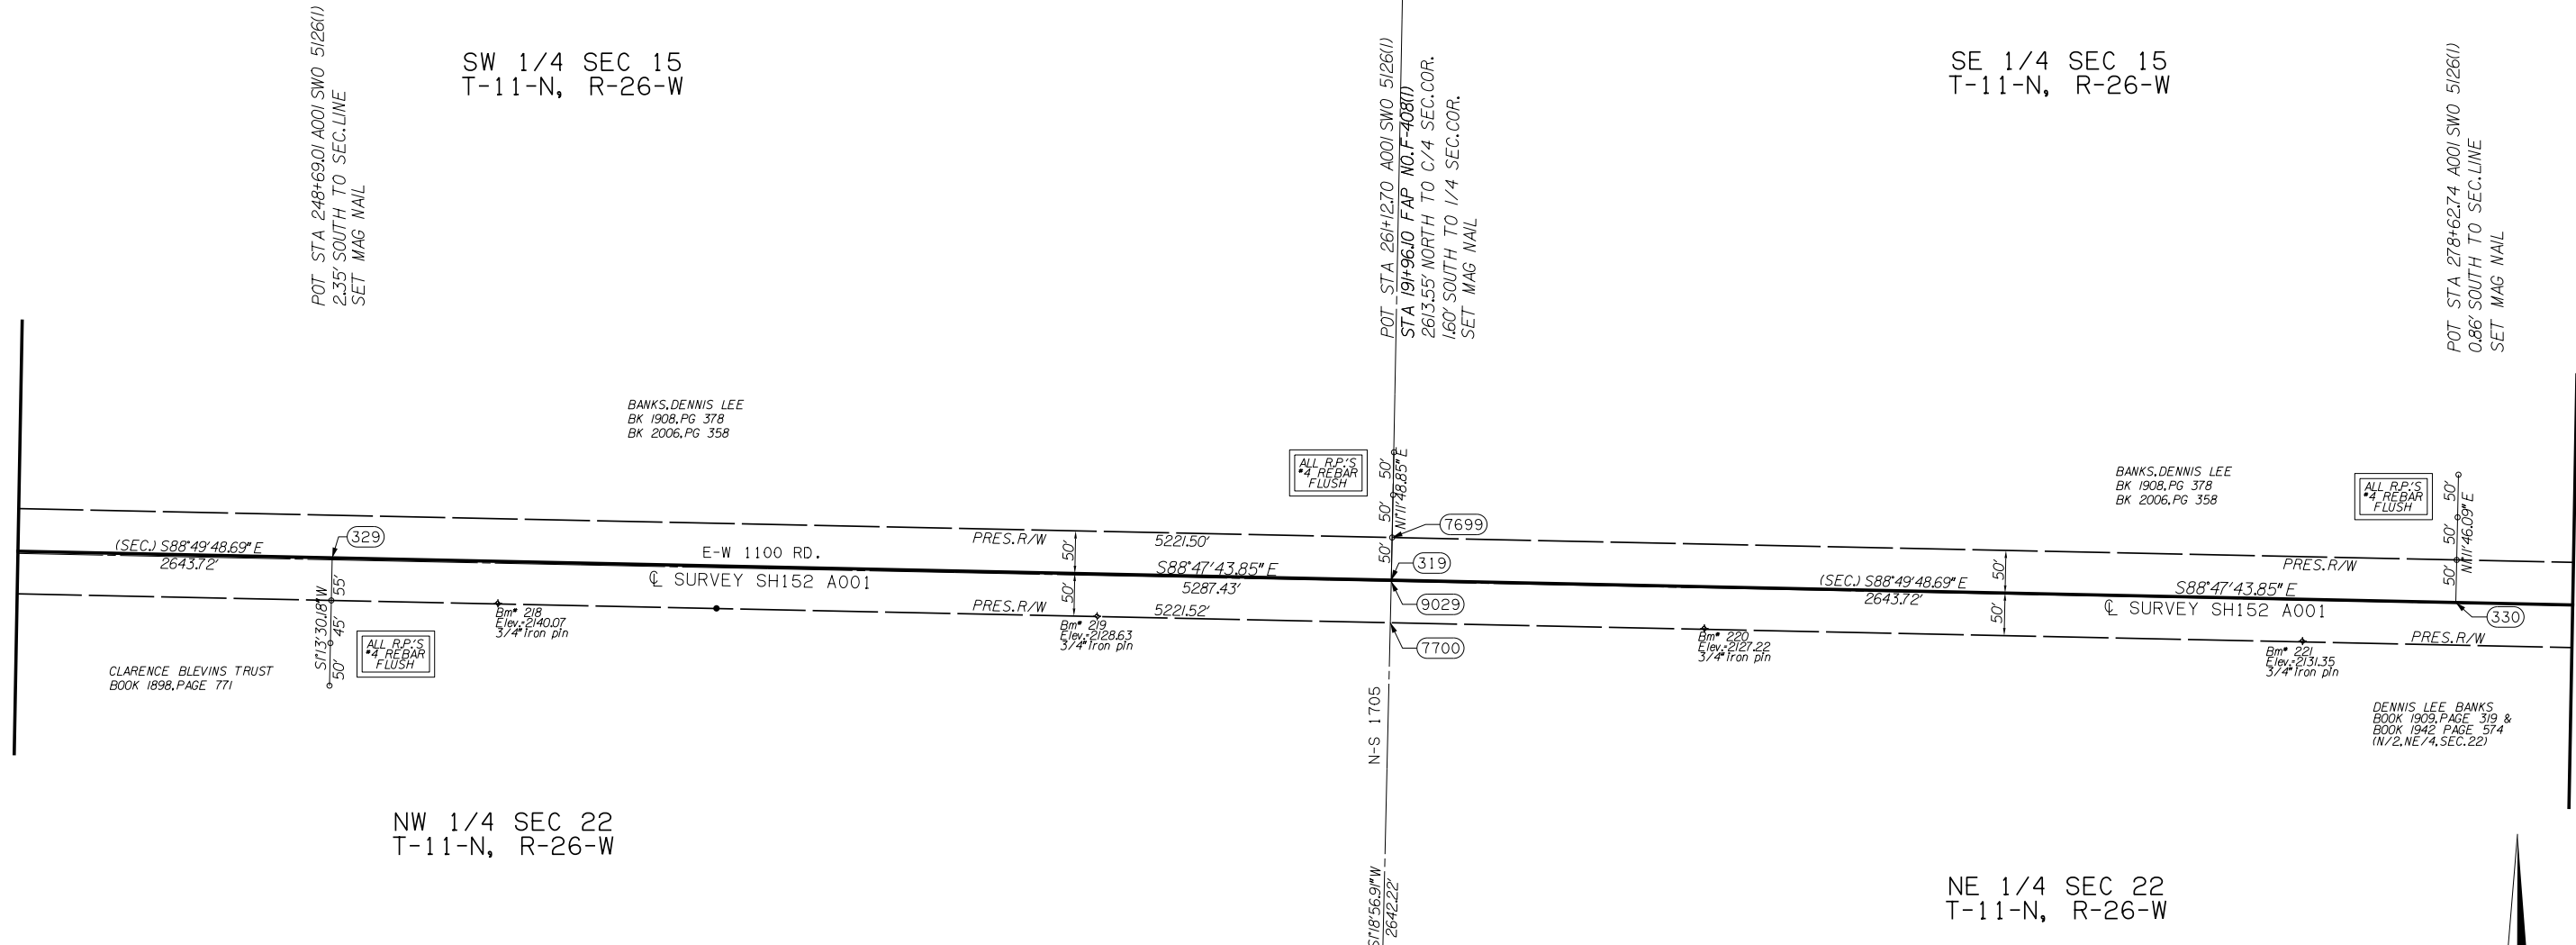 SW 1/4 SEC 15
T-11-N, R-26-W
SE 1/4 SEC 15
T-11-N, R-26-W
POT STA 248+69.01 A001 SWO 5126(1)
2.35' SOUTH TO SEC.LINE
SET MAG NAIL
POT STA 261+12.70 A001 SWO 5126(1)
STA 191+96.10 FAP NO.F-408(1)
2613.55' NORTH TO C/4 SEC.COR.
1.60' SOUTH TO 1/4 SEC.COR.
SET MAG NAIL
POT STA 278+62.74 A001 SWO 5126(1)
0.86' SOUTH TO SEC.LINE
SET MAG NAIL
BANKS,DENNIS LEE
BK 1908,PG 378
BK 2006,PG 358
ALL R.P.'S
#4 REBAR
FLUSH
50'
50'
50'
N1°11'48.85" E
BANKS,DENNIS LEE
BK 1908,PG 378
BK 2006,PG 358
ALL R.P.'S
#4 REBAR
FLUSH
50'
50'
50'
N1°11'46.09" E
(SEC.) S88°49'48.69" E
2643.72'
329
E-W 1100 RD.
℄ SURVEY SH152 A001
PRES.R/W
50'
50'
5221.50'
S88°47'43.85" E
5287.43'
PRES.R/W
5221.52'
7699
319
9029
7700
(SEC.) S88°49'48.69" E
2643.72'
50'
50'
PRES.R/W
S88°47'43.85" E
℄ SURVEY SH152 A001
330
PRES.R/W
S1°13'30.18" W
55'
45'
50'
ALL R.P.'S
#4 REBAR
FLUSH
Bm# 218
Elev.=2140.07
3/4" Iron pin
Bm# 219
Elev.=2128.63
3/4" Iron pin
Bm# 220
Elev.=2127.22
3/4" Iron pin
Bm# 221
Elev.=2131.35
3/4" Iron pin
CLARENCE BLEVINS TRUST
BOOK 1898,PAGE 771
N-S 1705
DENNIS LEE BANKS
BOOK 1909,PAGE 319 &
BOOK 1942 PAGE 574
(N/2,NE/4,SEC.22)
NW 1/4 SEC 22
T-11-N, R-26-W
S1°18'56.91" W
2642.22'
NE 1/4 SEC 22
T-11-N, R-26-W